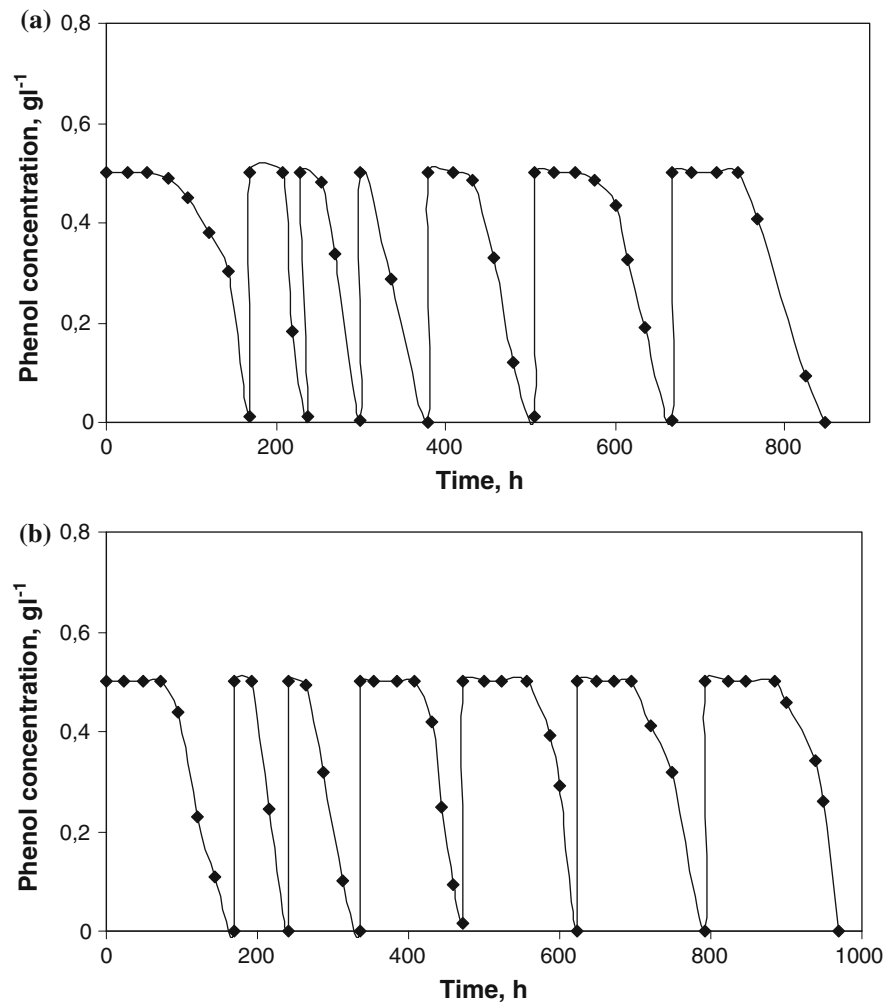 (a)
0,8
0,6
0,4
0,2
0
Phenol concentration, gl⁻¹
0 200 400 600 800
Time, h
(b)
0,8
0,6
0,4
0,2
0
Phenol concentration, gl⁻¹
0 200 400 600 800 1000
Time, h